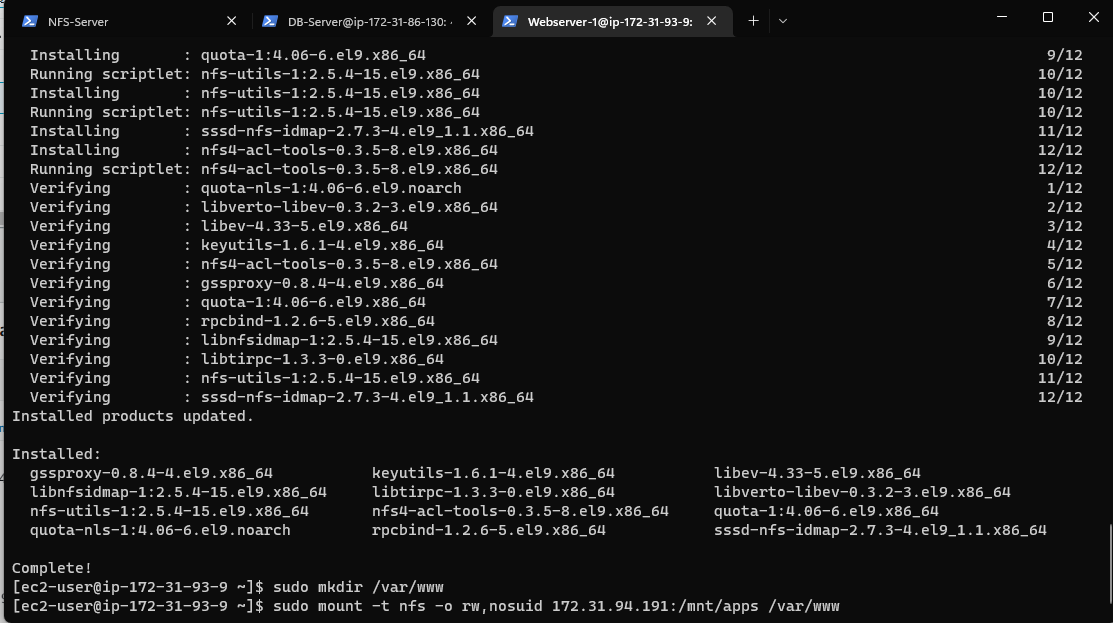 NFS-Server
DB-Server@ip-172-31-86-130:
Webserver-1@ip-172-31-93-9:
Installing : quota-1:4.06-6.el9.x86_64 9/12
Running scriptlet: nfs-utils-1:2.5.4-15.el9.x86_64 10/12
Installing : nfs-utils-1:2.5.4-15.el9.x86_64 10/12
Running scriptlet: nfs-utils-1:2.5.4-15.el9.x86_64 10/12
Installing : sssd-nfs-idmap-2.7.3-4.el9_1.1.x86_64 11/12
Installing : nfs4-acl-tools-0.3.5-8.el9.x86_64 12/12
Running scriptlet: nfs4-acl-tools-0.3.5-8.el9.x86_64 12/12
Verifying : quota-nls-1:4.06-6.el9.noarch 1/12
Verifying : libverto-libev-0.3.2-3.el9.x86_64 2/12
Verifying : libev-4.33-5.el9.x86_64 3/12
Verifying : keyutils-1.6.1-4.el9.x86_64 4/12
Verifying : nfs4-acl-tools-0.3.5-8.el9.x86_64 5/12
Verifying : gssproxy-0.8.4-4.el9.x86_64 6/12
Verifying : quota-1:4.06-6.el9.x86_64 7/12
Verifying : rpcbind-1.2.6-5.el9.x86_64 8/12
Verifying : libnfsidmap-1:2.5.4-15.el9.x86_64 9/12
Verifying : libtirpc-1.3.3-0.el9.x86_64 10/12
Verifying : nfs-utils-1:2.5.4-15.el9.x86_64 11/12
Verifying : sssd-nfs-idmap-2.7.3-4.el9_1.1.x86_64 12/12
Installed products updated.
Installed:
gssproxy-0.8.4-4.el9.x86_64 keyutils-1.6.1-4.el9.x86_64 libev-4.33-5.el9.x86_64
libnfsidmap-1:2.5.4-15.el9.x86_64 libtirpc-1.3.3-0.el9.x86_64 libverto-libev-0.3.2-3.el9.x86_64
nfs-utils-1:2.5.4-15.el9.x86_64 nfs4-acl-tools-0.3.5-8.el9.x86_64 quota-1:4.06-6.el9.x86_64
quota-nls-1:4.06-6.el9.noarch rpcbind-1.2.6-5.el9.x86_64 sssd-nfs-idmap-2.7.3-4.el9_1.1.x86_64
Complete!
[ec2-user@ip-172-31-93-9 ~]$ sudo mkdir /var/www
[ec2-user@ip-172-31-93-9 ~]$ sudo mount -t nfs -o rw,nosuid 172.31.94.191:/mnt/apps /var/www